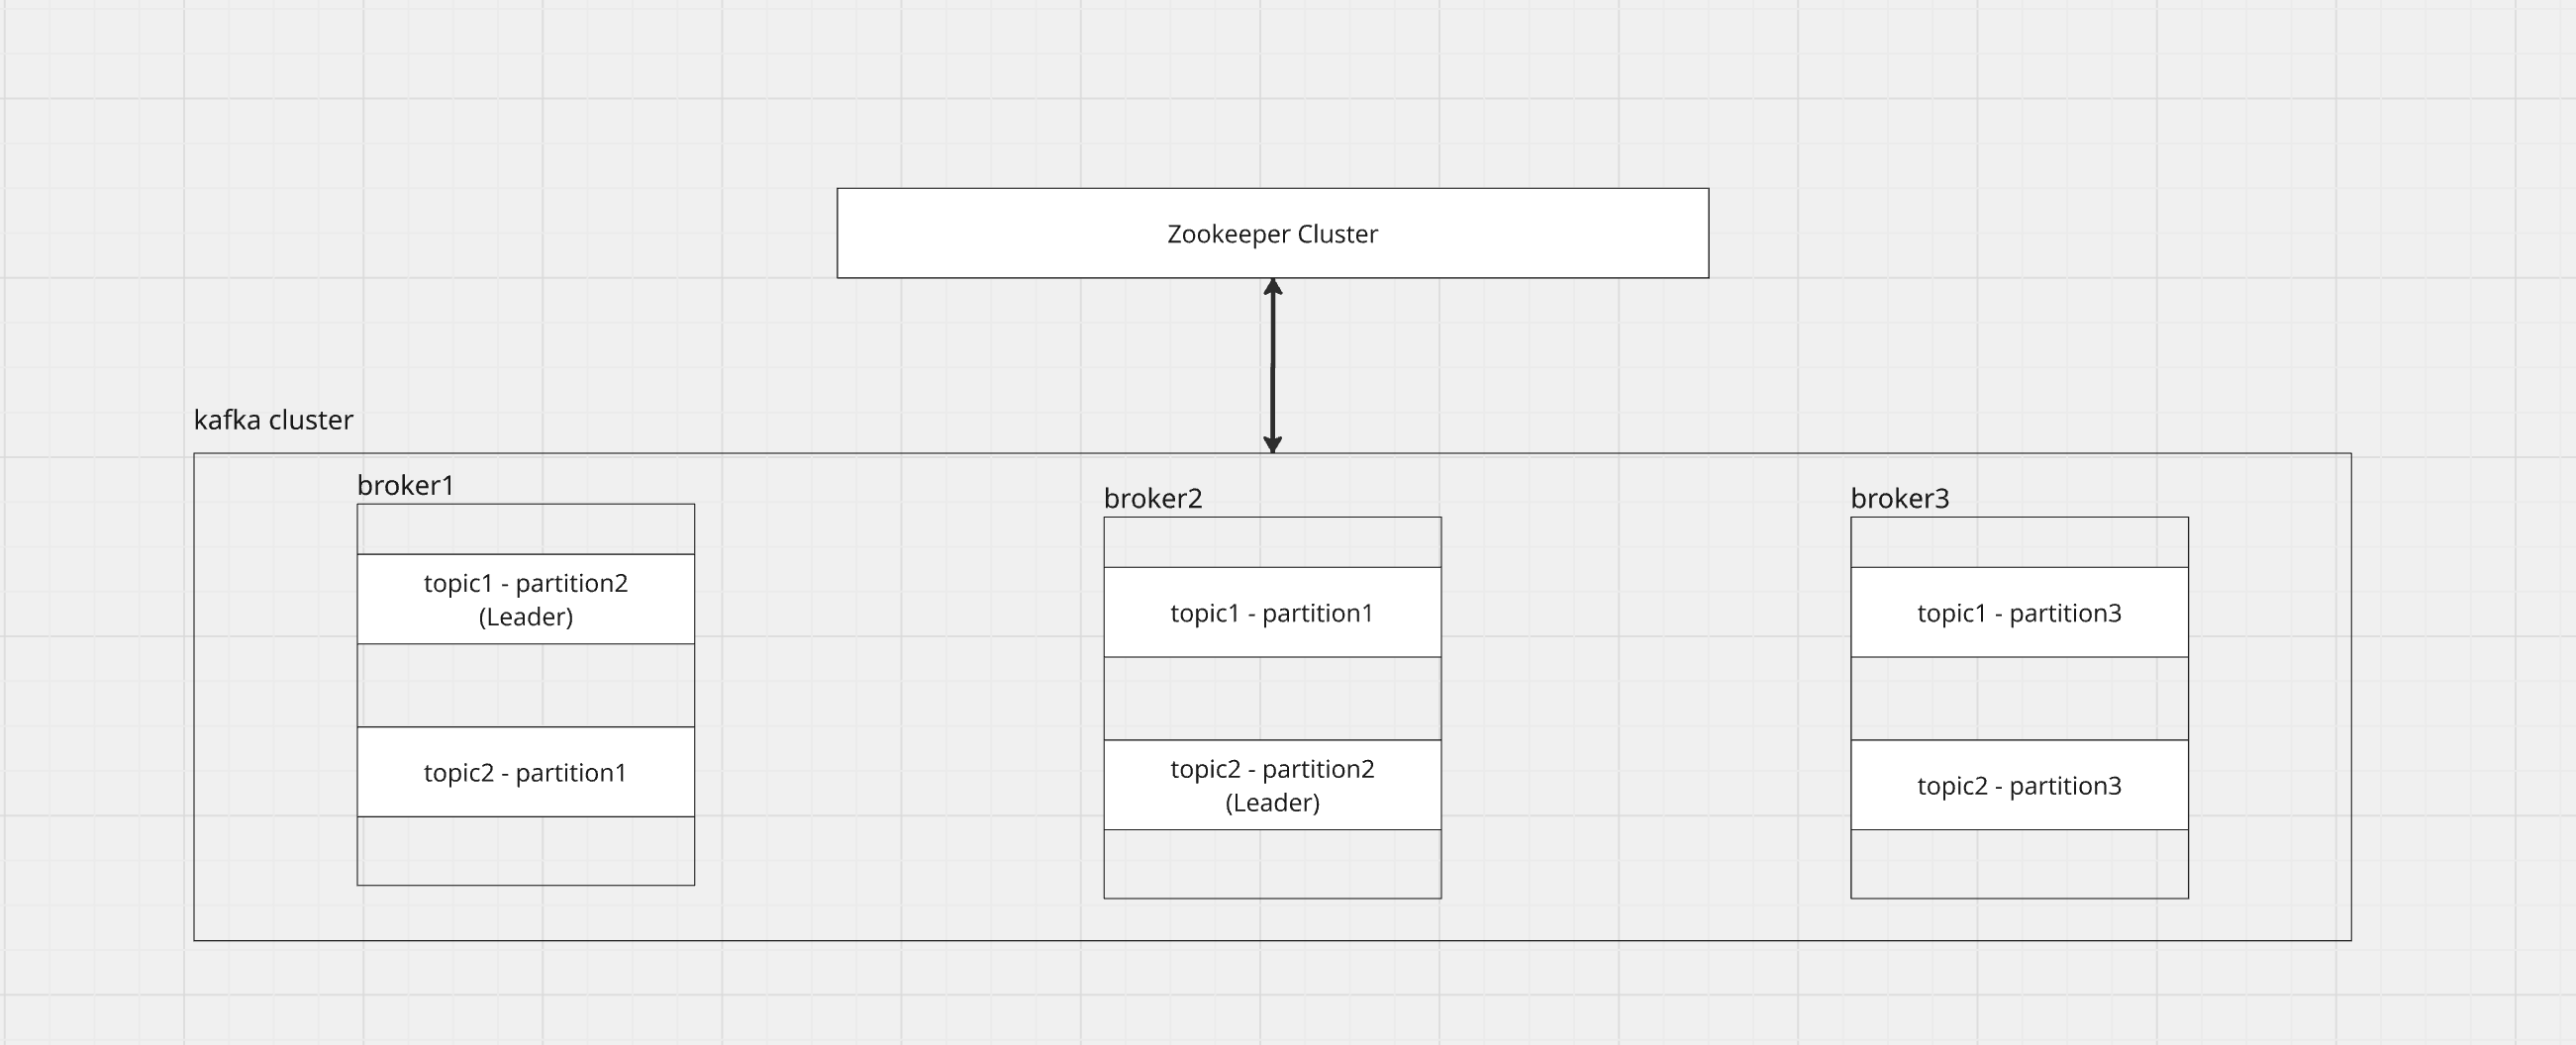 Zookeeper Cluster
kafka cluster
broker1
topic1 - partition2
(Leader)
topic2 - partition1
broker2
topic1 - partition1
topic2 - partition2
(Leader)
broker3
topic1 - partition3
topic2 - partition3